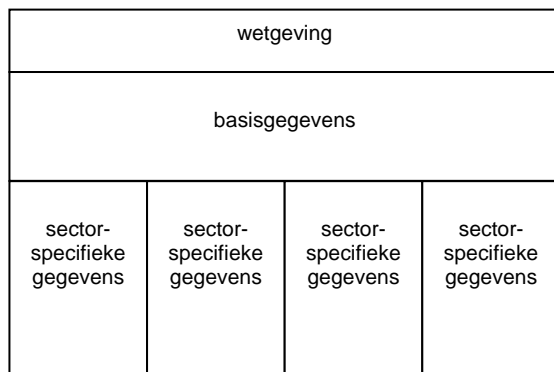 wetgeving
basisgegevens
sector-
specifieke
gegevens
sector-
specifieke
gegevens
sector-
specifieke
gegevens
sector-
specifieke
gegevens